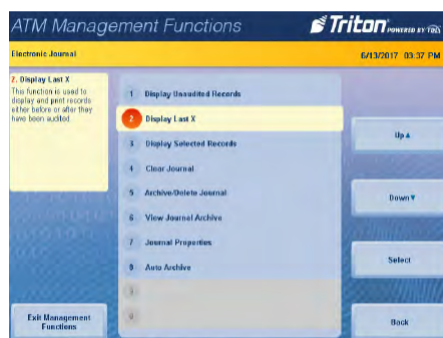 ATM Management Functions
Triton POWERED BY TDLS
Electronic Journal
6/13/2017 03:37 PM
2. Display Last X
This function is used to
display and print records
either before or after they
have been audited.
1 Display Unaudited Records
2 Display Last X
3 Display Selected Records
4 Clear Journal
5 Archive/Delete Journal
6 View Journal Archive
7 Journal Properties
8 Auto Archive
9
0
Up ▲
Down ▼
Select
Back
Exit Management
Functions